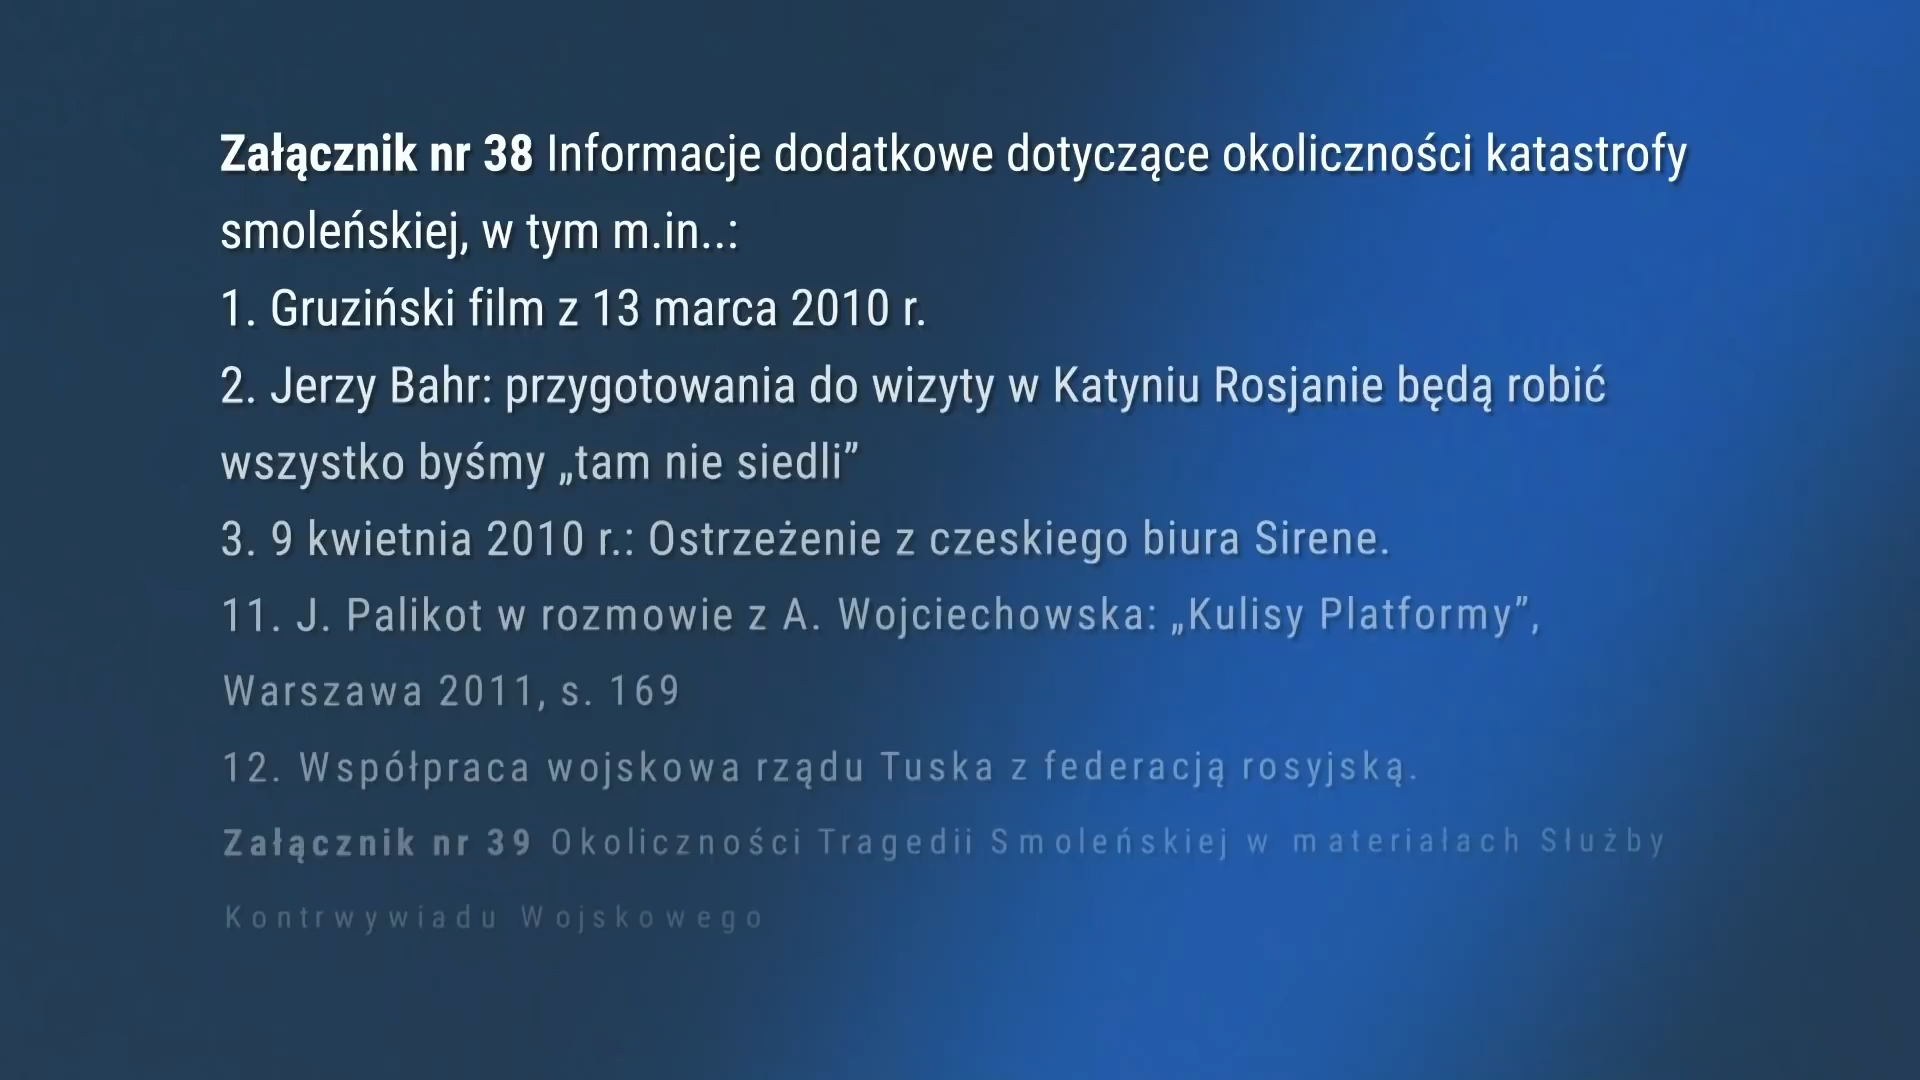 Załącznik nr 38 Informacje dodatkowe dotyczące okoliczności katastrofy
smoleńskiej, w tym m.in..:
1. Gruziński film z 13 marca 2010 r.
2. Jerzy Bahr: przygotowania do wizyty w Katyniu Rosjanie będą robić
wszystko byśmy „tam nie siedli”
3. 9 kwietnia 2010 r.: Ostrzeżenie z czeskiego biura Sirene.
11. J. Palikot w rozmowie z A. Wojciechowska: „Kulisy Platformy”,
Warszawa 2011, s. 169
12. Współpraca wojskowa rządu Tuska z federacją rosyjską.
Załącznik nr 39 Okoliczności Tragedii Smoleńskiej w materiałach Służby
Kontrwywiadu Wojskowego